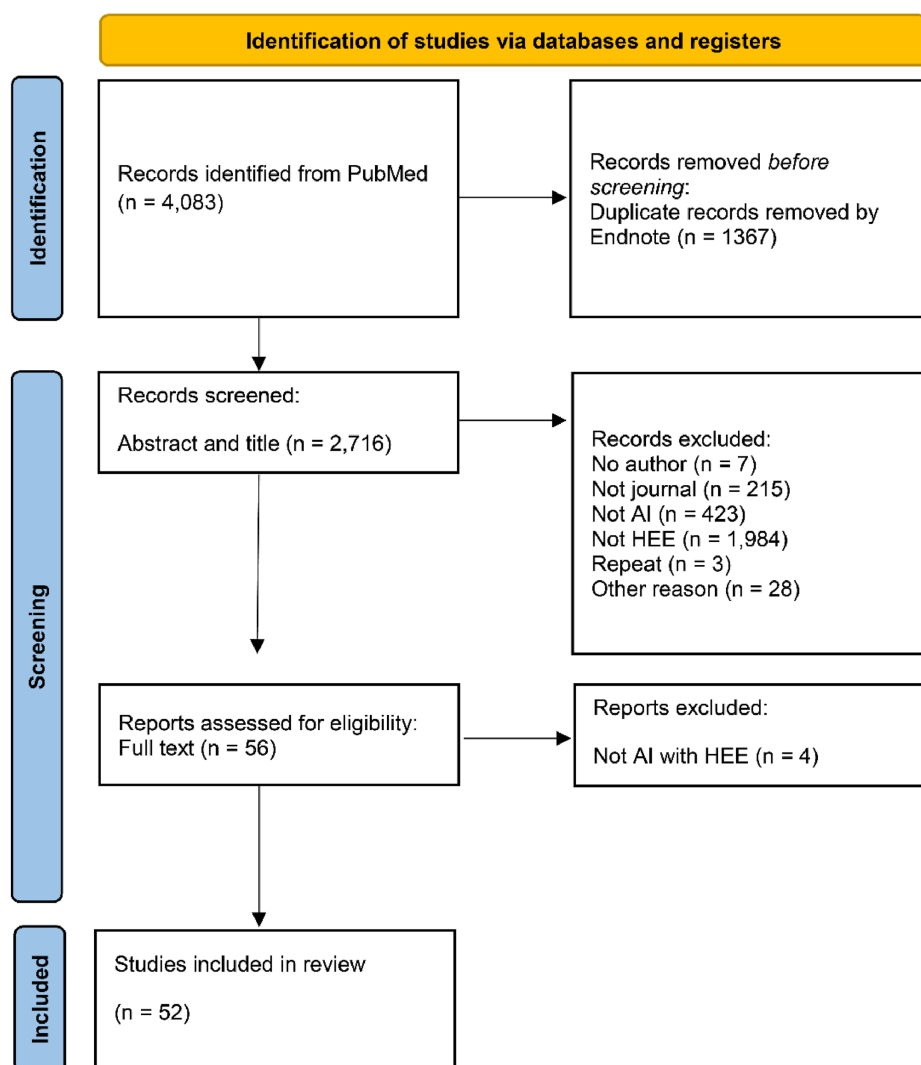 Identification of studies via databases and registers
Identification
Records identified from PubMed
(n = 4,083)
Records removed before
screening:
Duplicate records removed by
Endnote (n = 1367)
Screening
Records screened:
Abstract and title (n = 2,716)
Records excluded:
No author (n = 7)
Not journal (n = 215)
Not AI (n = 423)
Not HEE (n = 1,984)
Repeat (n = 3)
Other reason (n = 28)
Reports assessed for eligibility:
Full text (n = 56)
Reports excluded:
Not AI with HEE (n = 4)
Included
Studies included in review
(n = 52)